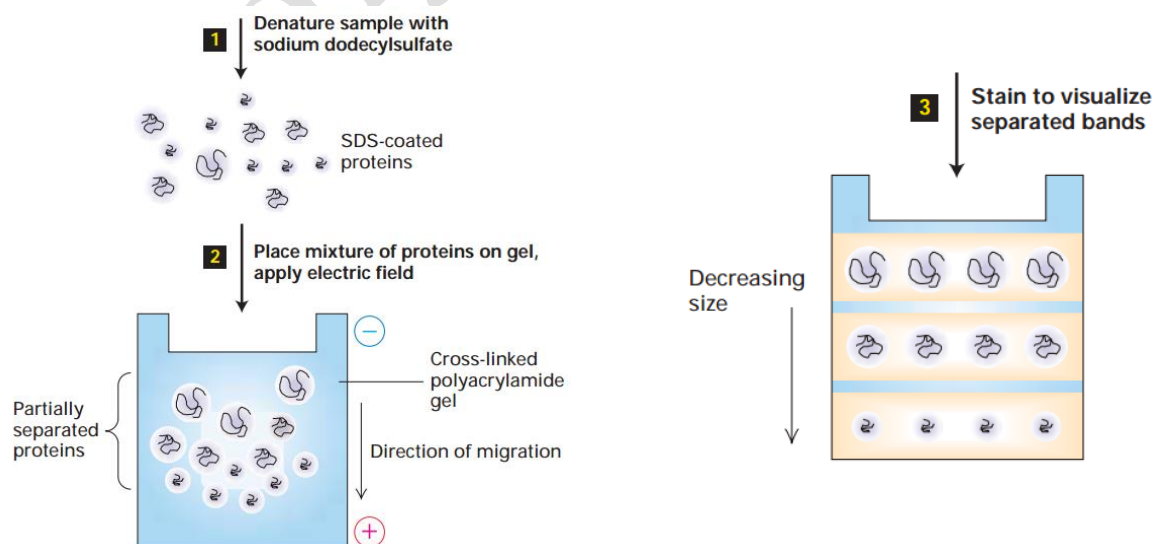 1
Denature sample with
sodium dodecylsulfate
SDS-coated
proteins
2
Place mixture of proteins on gel,
apply electric field
−
Cross-linked
polyacrylamide
gel
Partially
separated
proteins
Direction of migration
+
3
Stain to visualize
separated bands
Decreasing
size